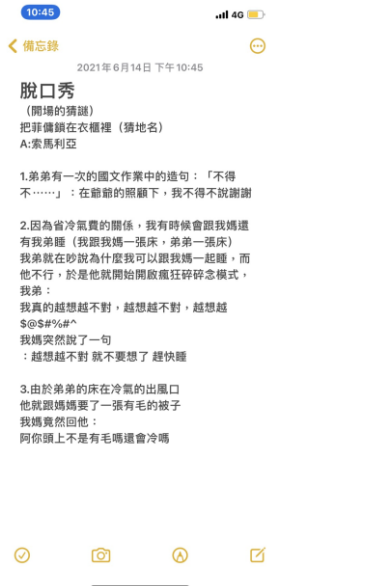 10:45
4G
備忘錄
2021年6月14日 下午10:45
脫口秀
（開場的猜謎）
把菲傭鎖在衣櫃裡（猜地名）
A:索馬利亞
1.弟弟有一次的國文作業中的造句：「不得
不⋯⋯」：在爺爺的照顧下，我不得不說謝謝
2.因為省冷氣費的關係，我有時候會跟我媽還
有我弟睡（我跟我媽一張床，弟弟一張床）
我弟就在吵說為什麼我可以跟我媽一起睡，而
他不行，於是他就開始開啟瘋狂碎碎念模式，
我弟：
我真的越想越不對，越想越不對，越想越
$@$#%#^
我媽突然說了一句
：越想越不對 就不要想了 趕快睡
3.由於弟弟的床在冷氣的出風口
他就跟媽媽要了一張有毛的被子
我媽竟然回他：
阿你頭上不是有毛嗎還會冷嗎